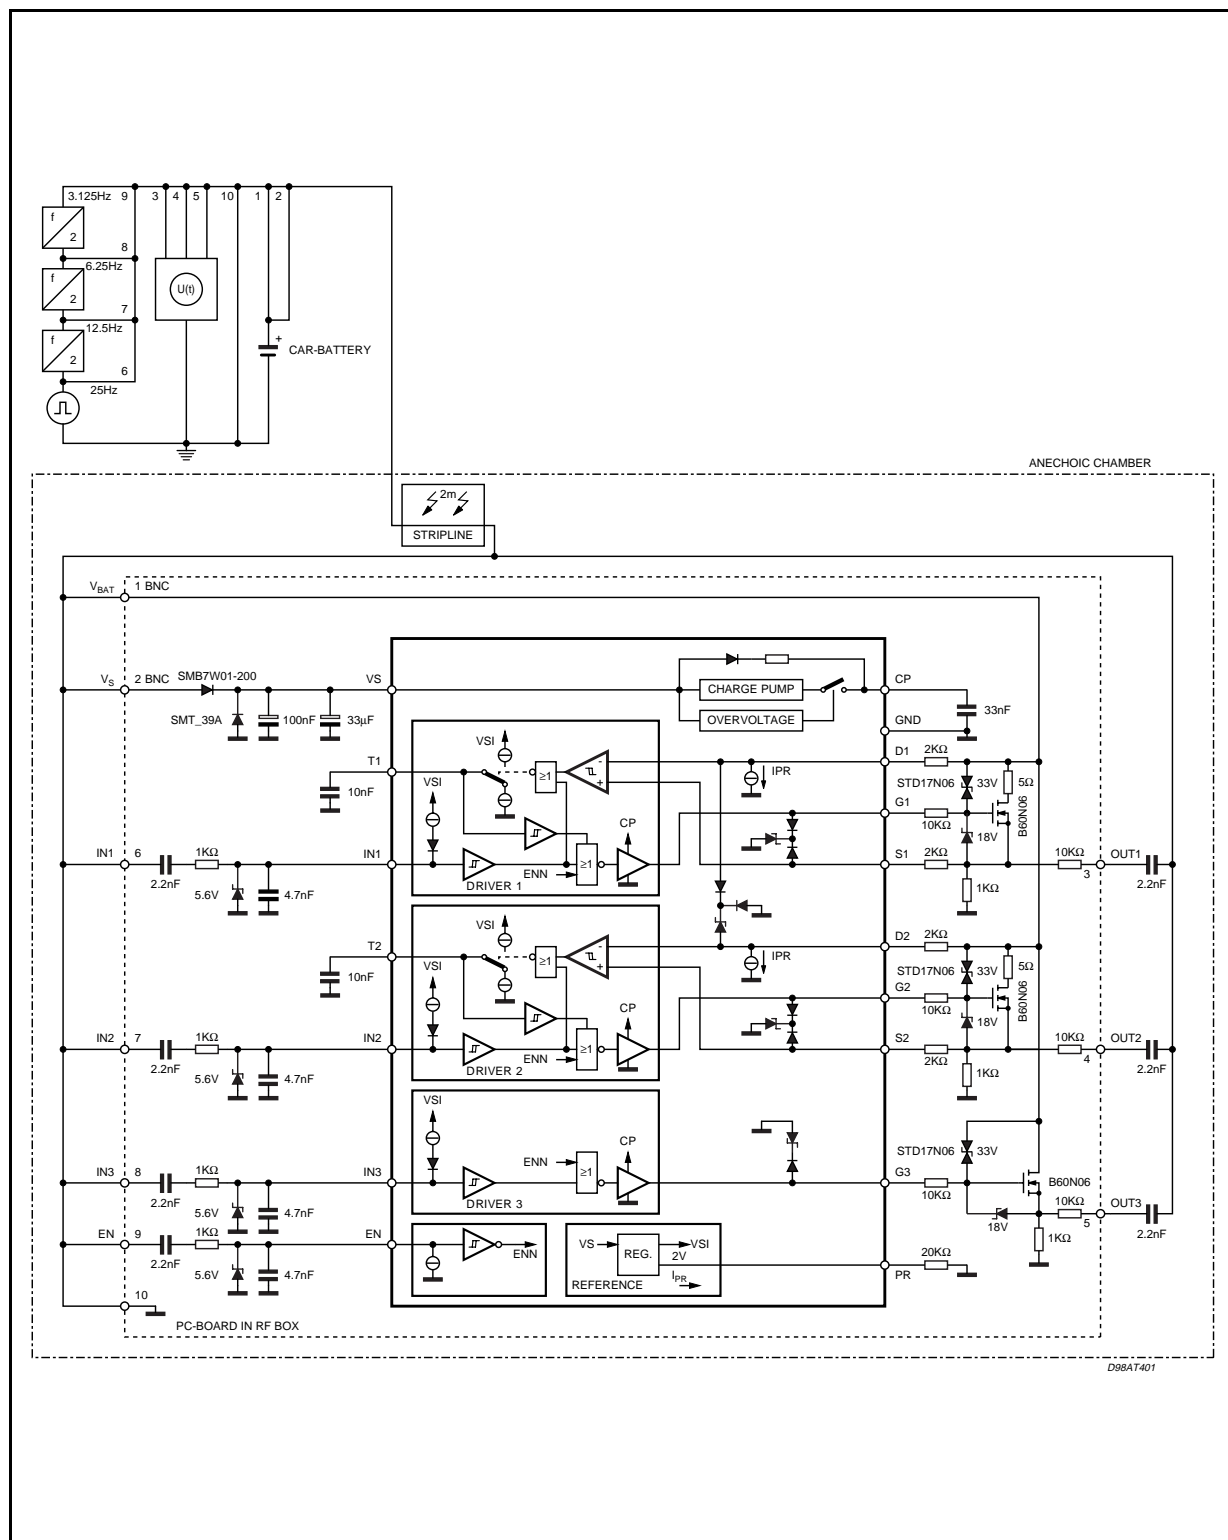 3.125Hz 9 3 4 5 10 1 2
f
2
8
6.25Hz
f
2
U(t)
7
12.5Hz
f
2
+
CAR-BATTERY
6
25Hz
ANECHOIC CHAMBER
2m
STRIPLINE
VBAT 1 BNC
VS 2 BNC SMB7W01-200 VS
SMT_39A 100nF 33µF
CHARGE PUMP
OVERVOLTAGE
CP
33nF
GND
VSI
T1
10nF
VSI
≥1
-
+
IPR
D1 2KΩ
STD17N06 33V 5Ω
B60N06
G1
10KΩ 18V
CP
IN1 6 1KΩ IN1
2.2nF 5.6V 4.7nF
ENN ≥1
DRIVER 1
S1 2KΩ 10KΩ OUT1
3 2.2nF
1KΩ
VSI
T2
10nF
VSI
≥1
-
+
IPR
D2 2KΩ
STD17N06 33V 5Ω
B60N06
G2
10KΩ 18V
CP
IN2 7 1KΩ IN2
2.2nF 5.6V 4.7nF
ENN ≥1
DRIVER 2
S2 2KΩ 10KΩ OUT2
4 2.2nF
1KΩ
VSI
CP
ENN ≥1
STD17N06 33V
IN3 8 1KΩ IN3
2.2nF 5.6V 4.7nF
DRIVER 3
G3 10KΩ B60N06
18V 10KΩ OUT3
5 2.2nF
1KΩ
EN 9 1KΩ EN
2.2nF 5.6V 4.7nF
ENN
VS REG. VSI
2V
REFERENCE IPR
20KΩ
PR
10
PC-BOARD IN RF BOX
D98AT401